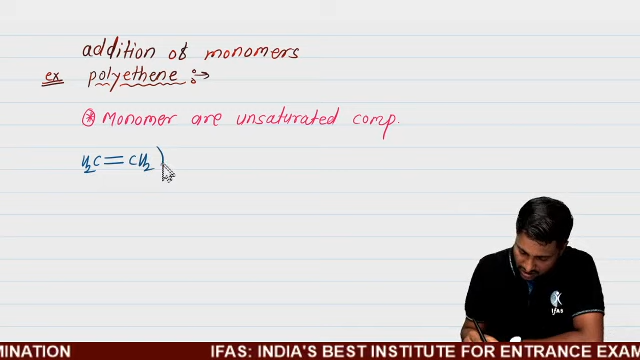 addition of monomers
ex polyethene :→
* Monomer are unsaturated comp.
H2C=CH2)
IFAS
MINATION IFAS: INDIA'S BEST INSTITUTE FOR ENTRANCE EXAM